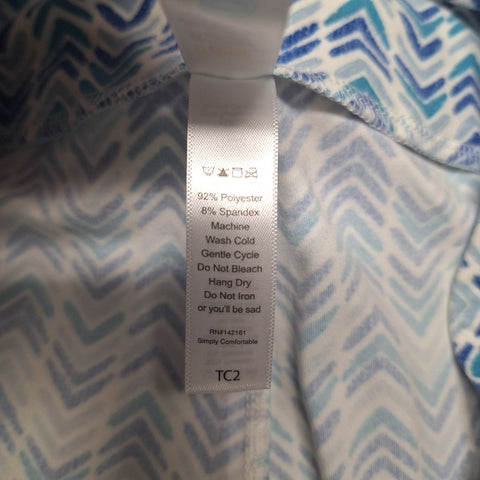 92% Polyester
8% Spandex
Machine
Wash Cold
Gentle Cycle
Do Not Bleach
Hang Dry
Do Not Iron
or you'll be sad
RN#142161
Simply Comfortable
TC2